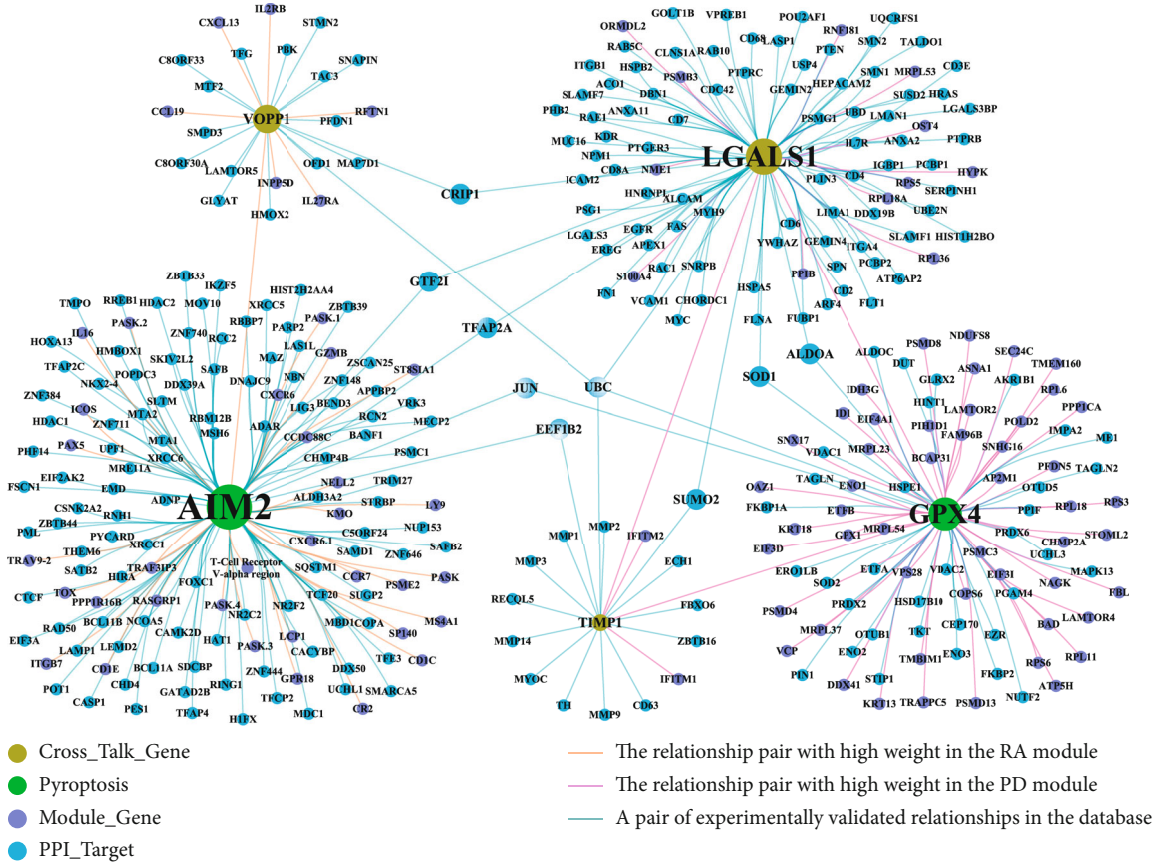 IL2RB
CXCL13
STMN2
TFG
PBK
C8ORF33
SNAPIN
TAC3
MTF2
CCL19
RFTN1
VOPP1
PFDN1
SMPD3
C8ORF30A
OFD1
MAP7D1
LAMTOR5
INPP5D
GLYAT
IL27RA
HMOX2
CRIP1
GTF2I
TFAP2A
JUN
UBC
EEF1B2
SUMO2
SOD1
ALDOA
GOLT1B
VPREB1
POU2AF1
UQCRFS1
ORMDL2
RNF181
RAB5C
CLNS1A
RAB10
CD68
LASP1
PTEN
SMN2
TALDO1
ITGB1
HSPB2
PSMB3
PTPRC
USP4
SMN1
MRPL53
CD3E
ACO1
SLAMF7
DBN1
CDC42
GEMIN2
HEPACAM2
SUSD2
HRAS
ANXA11
RAE1
CD7
PSMG1
UBD
LMAN1
LGALS3BP
OST4
MUC16
KDR
PTGER3
IL7R
ANXA2
PTPRB
NPM1
LGALS1
CD8A
NME1
IGBP1
PCBP1
HYPK
PLIN3
CD4
RPS5
SERPINH1
HNRNPL
XLCAM
RPL18A
PSG1
MYH9
DDX19B
UBE2N
LGALS3
EGFR
FAS
CD6
SLAMF1
HIST1H2BO
EREG
APEX1
YWHAZ
GEMIN4
ITGA4
RPL36
S100A4
RAC1
SNRPB
PPIB
SPN
PCBP2
ATP6AP2
FN1
HSPA5
VCAM1
CHORDC1
ARF4
FLT1
MYC
FLNA
FUBP1
ZBTB33
IKZF5
HIST2H2AA4
TMPO
RREB1
HDAC2
MOV10
XRCC5
PASK.1
ZBTB39
IL16
PASK.2
RBBP7
PARP2
HOXA13
ZNF740
RCC2
LAS1L
HMBOX1
SKIV2L2
MAZ
GZMB
ZSCAN25
TFAP2C
POPDC3
SAFB
NBN
ST8SIA1
NKX2-4
DDX39A
DNAJC9
ZNF148
APPBP2
ZNF384
SLTM
CXCR6
LIG3
BEND3
VRK3
ICOS
MTA2
RBM12B
RCN2
HDAC1
ZNF711
MSH6
ADAR
MECP2
MTA1
CCDC88C
BANF1
PHF14
PAX5
UPF1
XRCC6
CHMP4B
PSMC1
MRE11A
EIF2AK2
NELL2
TRIM27
FSCN1
EMD
ADNP
ALDH3A2
STRBP
LY9
CSNK2A2
RNH1
AIM2
KMO
ZBTB44
NUP153
PML
PYCARD
C5ORF24
XRCC1
CXCR6.1
SAFB2
THEM6
SAMD1
ZNF646
TRAV9-2
TRAF3IP3
T-Cell Receptor
V-alpha region
SQSTM1
SATB2
HIRA
FOXC1
CCR7
PSME2
PASK
TOX
TCF20
SUGP2
CTCF
PPP1R16B
RASGRP1
PASK.4
NR2F2
NR2C2
MBD1
COPA
MS4A1
RAD50
BCL11B
NCOA5
SP140
EIF3A
CAMK2D
HAT1
LCP1
LAMP1
LEMD2
PASK.3
CACYBP
TFE3
CD1C
ITGB7
CD1E
BCL11A
SDCBP
ZNF444
DDX50
POT1
CHD4
RING1
GPR18
UCHL1
SMARCA5
CASP1
GATAD2B
TFCP2
PES1
TFAP4
H1FX
MDC1
CR2
MMP2
MMP1
IFITM2
MMP3
ECH1
RECQL5
FBXO6
TIMP1
MMP14
ZBTB16
MYOC
IFITM1
TH
MMP9
CD63
NDUFS8
PSMD8
SEC24C
ALDOC
DUT
ASNA1
TMEM160
GLRX2
AKR1B1
RPL6
HINT1
LAMTOR2
IDI
EIF4A1
POLD2
PPP1CA
PIH1D1
FAM96B
IMPA2
SNX17
MRPL23
SNHG16
ME1
VDAC1
BCAP31
PFDN5
TAGLN2
TAGLN
AP2M1
OAZ1
ENO1
HSPE1
OTUD5
FKBP1A
ETFB
GPX4
PPIF
RPL18
RPS3
KRT18
MRPL54
PRDX6
STOML2
EIF3D
GPX1
CHMP2A
PSMC3
UCHL3
ERO1LB
ETFA
VPS28
VDAC2
MAPK13
SOD2
EIF3I
NAGK
FBL
COPS6
PGAM4
PRDX2
HSD17B10
PSMD4
LAMTOR4
MRPL37
OTUB1
TKT
CEP170
EZR
BAD
VCP
ENO2
TMBIM1
ENO3
RPS6
RPL11
PIN1
STIP1
FKBP2
ATP5H
DDX41
NUTF2
KRT13
TRAPPC5
PSMD13
Cross_Talk_Gene
Pyroptosis
Module_Gene
PPI_Target
The relationship pair with high weight in the RA module
The relationship pair with high weight in the PD module
A pair of experimentally validated relationships in the database